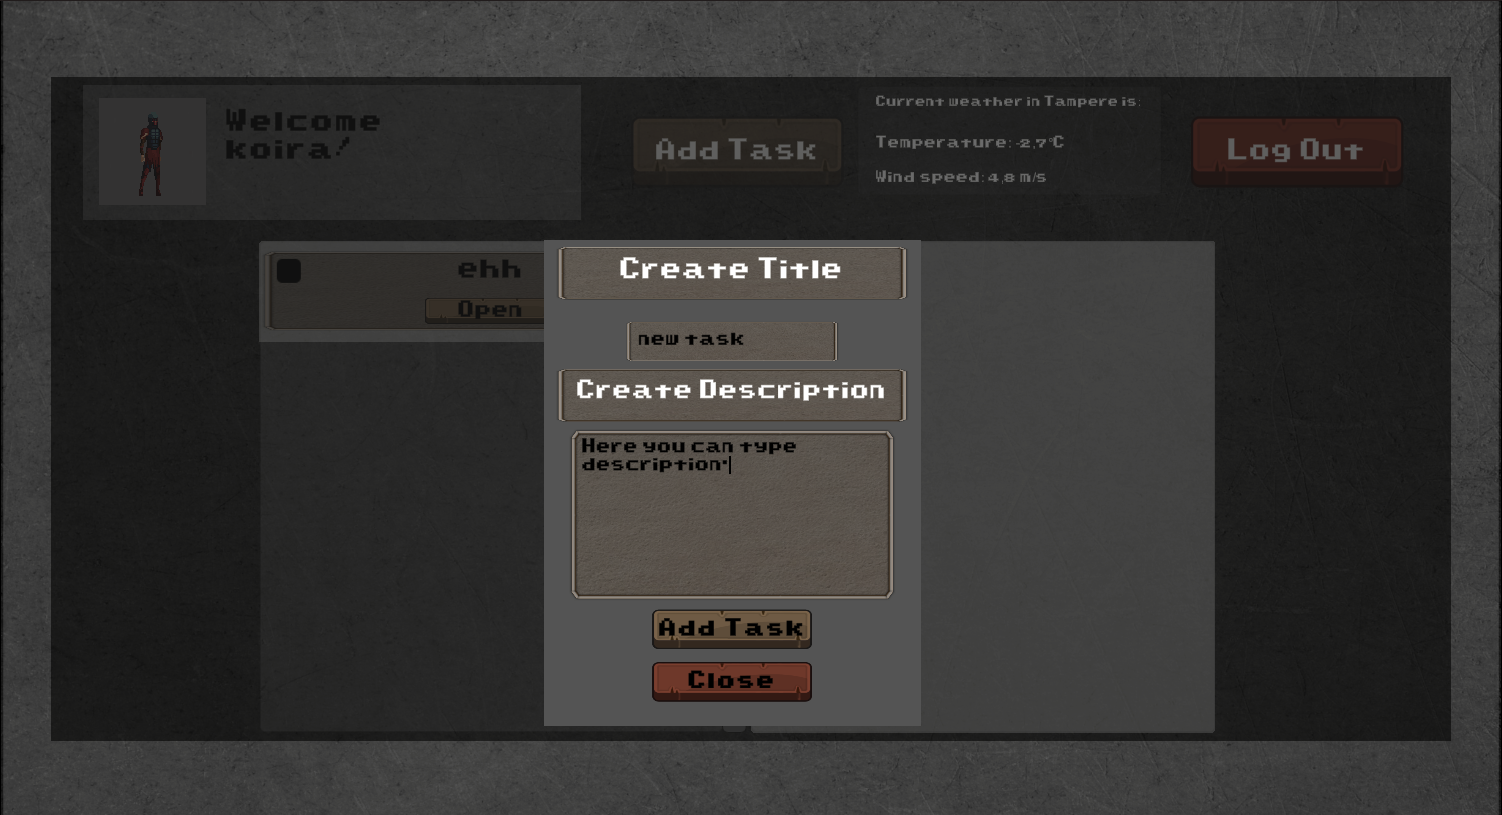 Welcome
koira!
Add Task
Current weather in Tampere is:
Temperature: -2.7°C
Wind speed: 4.8 m/s
Log Out
ehh
Open
Create Title
new task
Create Description
Here you can type
description.
Add Task
Close